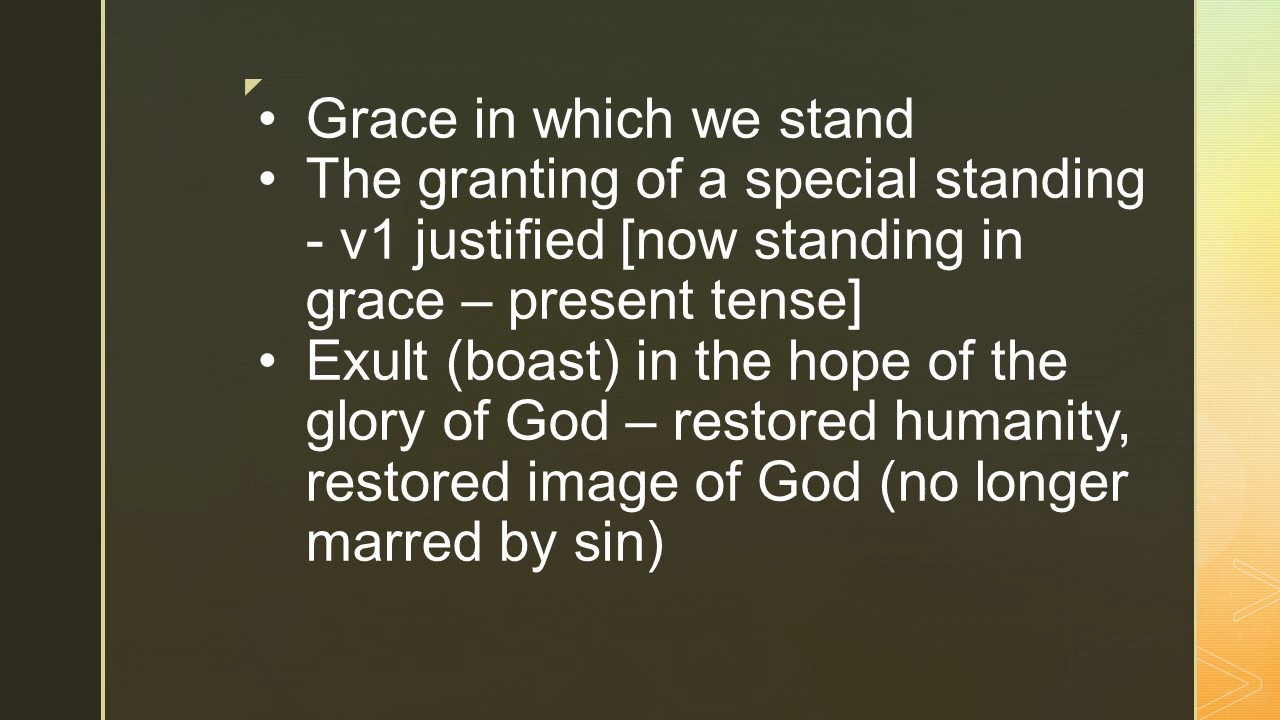 • Grace in which we stand
• The granting of a special standing
- v1 justified [now standing in
grace – present tense]
• Exult (boast) in the hope of the
glory of God – restored humanity,
restored image of God (no longer
marred by sin)